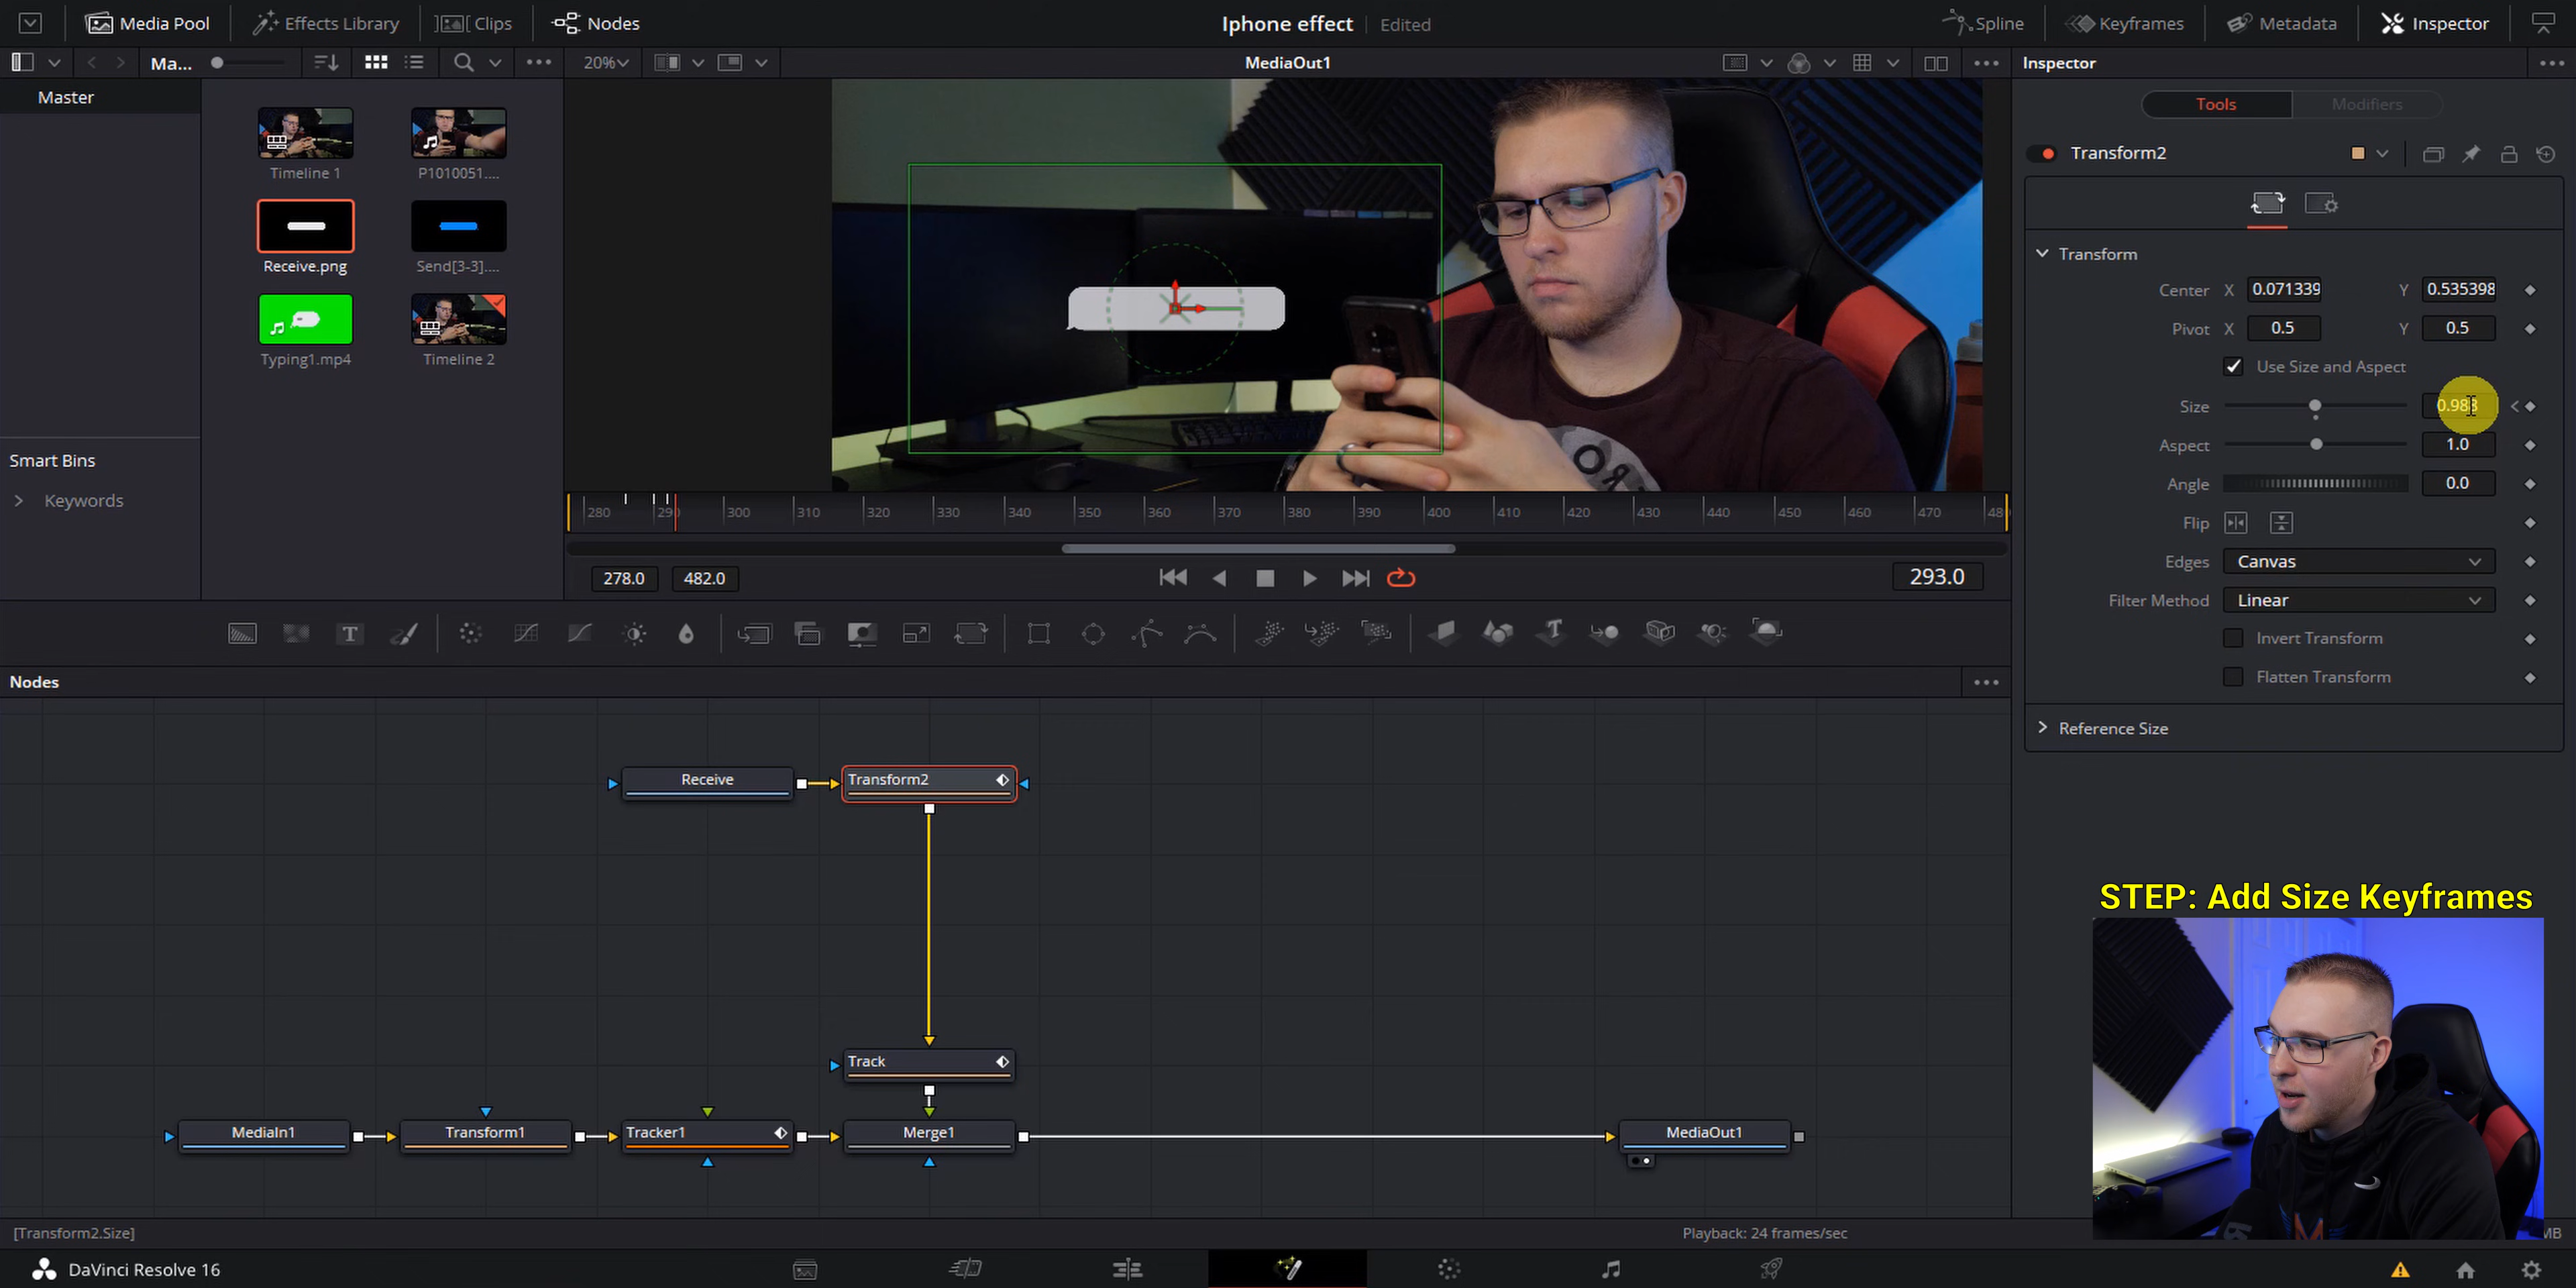 Media Pool
Effects Library
Clips
Nodes
Iphone effect
Edited
Spline
Keyframes
Metadata
Inspector
Ma...
20%
MediaOut1
Inspector
Master
Timeline 1
P1010051....
Receive.png
Send[3-3]....
Typing1.mp4
Timeline 2
Smart Bins
Keywords
280
290
300
310
320
330
340
350
360
370
380
390
400
410
420
430
440
450
460
470
278.0
482.0
293.0
Tools
Modifiers
Transform2
Transform
Center X 0.071339 Y 0.535398
Pivot X 0.5 Y 0.5
Use Size and Aspect
Size
Aspect 1.0
Angle 0.0
Flip
Edges Canvas
Filter Method Linear
Invert Transform
Flatten Transform
Reference Size
Nodes
Receive
Transform2
Track
MediaIn1
Transform1
Tracker1
Merge1
MediaOut1
STEP: Add Size Keyframes
[Transform2.Size]
Playback: 24 frames/sec
MB
DaVinci Resolve 16